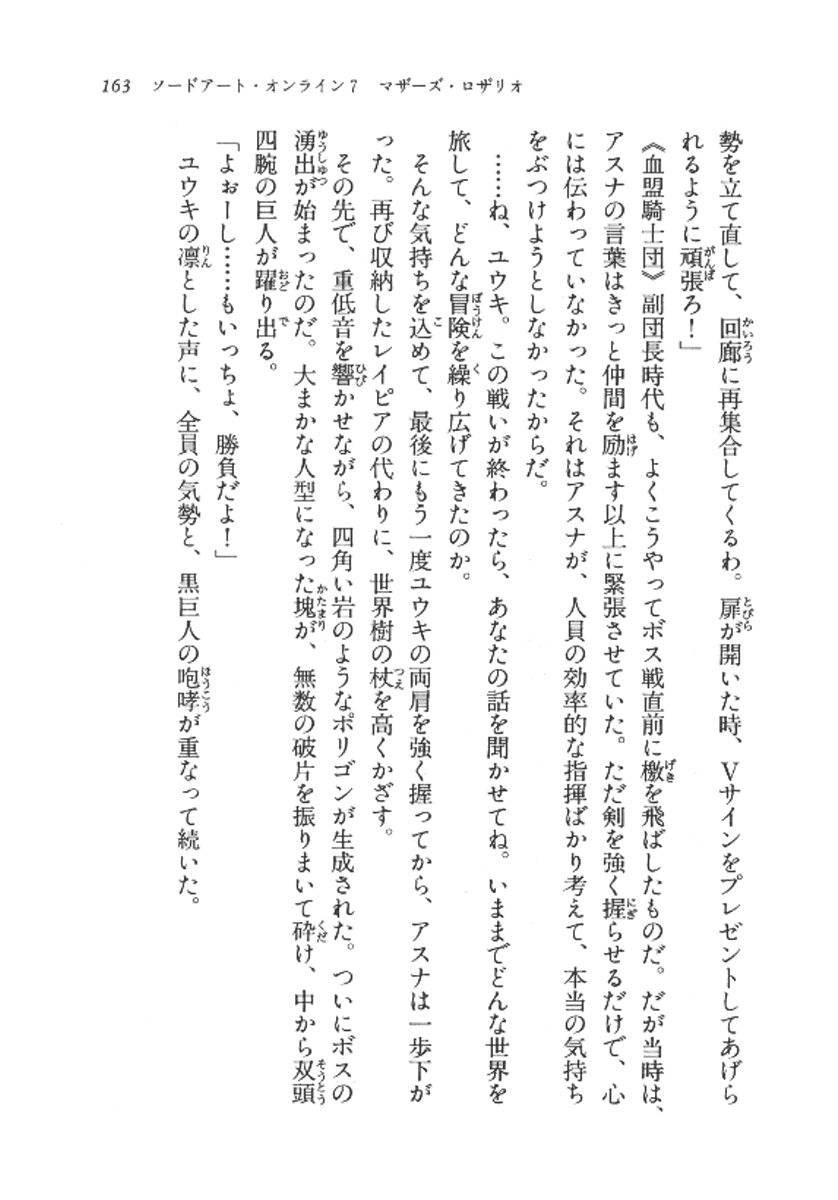 163 ソードアート・オンライン7 マザーズ・ロザリオ
勢を立て直して、回廊に再集合してくるわ。扉が開いた時、Vサインをプレゼントしてあげら
れるように頑張ろ！」
《血盟騎士団》副団長時代も、よくこうやってボス戦直前に檄を飛ばしたものだ。だが当時は、
アスナの言葉はきっと仲間を励ます以上に緊張させていた。ただ剣を強く握らせるだけで、心
には伝わっていなかった。それはアスナが、人員の効率的な指揮ばかり考えて、本当の気持ち
をぶつけようとしなかったからだ。
……ね、ユウキ。この戦いが終わったら、あなたの話を聞かせてね。いままでどんな世界を
旅して、どんな冒険を繰り広げてきたのか。
そんな気持ちを込めて、最後にもう一度ユウキの両肩を強く握ってから、アスナは一歩下が
った。再び収納したレイピアの代わりに、世界樹の杖を高くかざす。
その先で、重低音を響かせながら、四角い岩のようなポリゴンが生成された。ついにボスの
湧出が始まったのだ。大まかな人型になった塊が、無数の破片を振りまいて砕け、中から双頭
四腕の巨人が躍り出る。
「よぉーし……もいっちょ、勝負だよ！」
ユウキの凛とした声に、全員の気勢と、黒巨人の咆哮が重なって続いた。